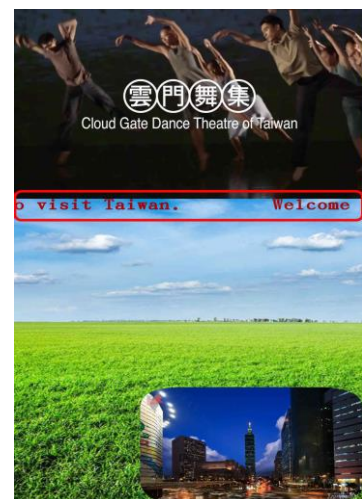 雲門舞集
Cloud Gate Dance Theatre of Taiwan
o visit Taiwan. Welcome